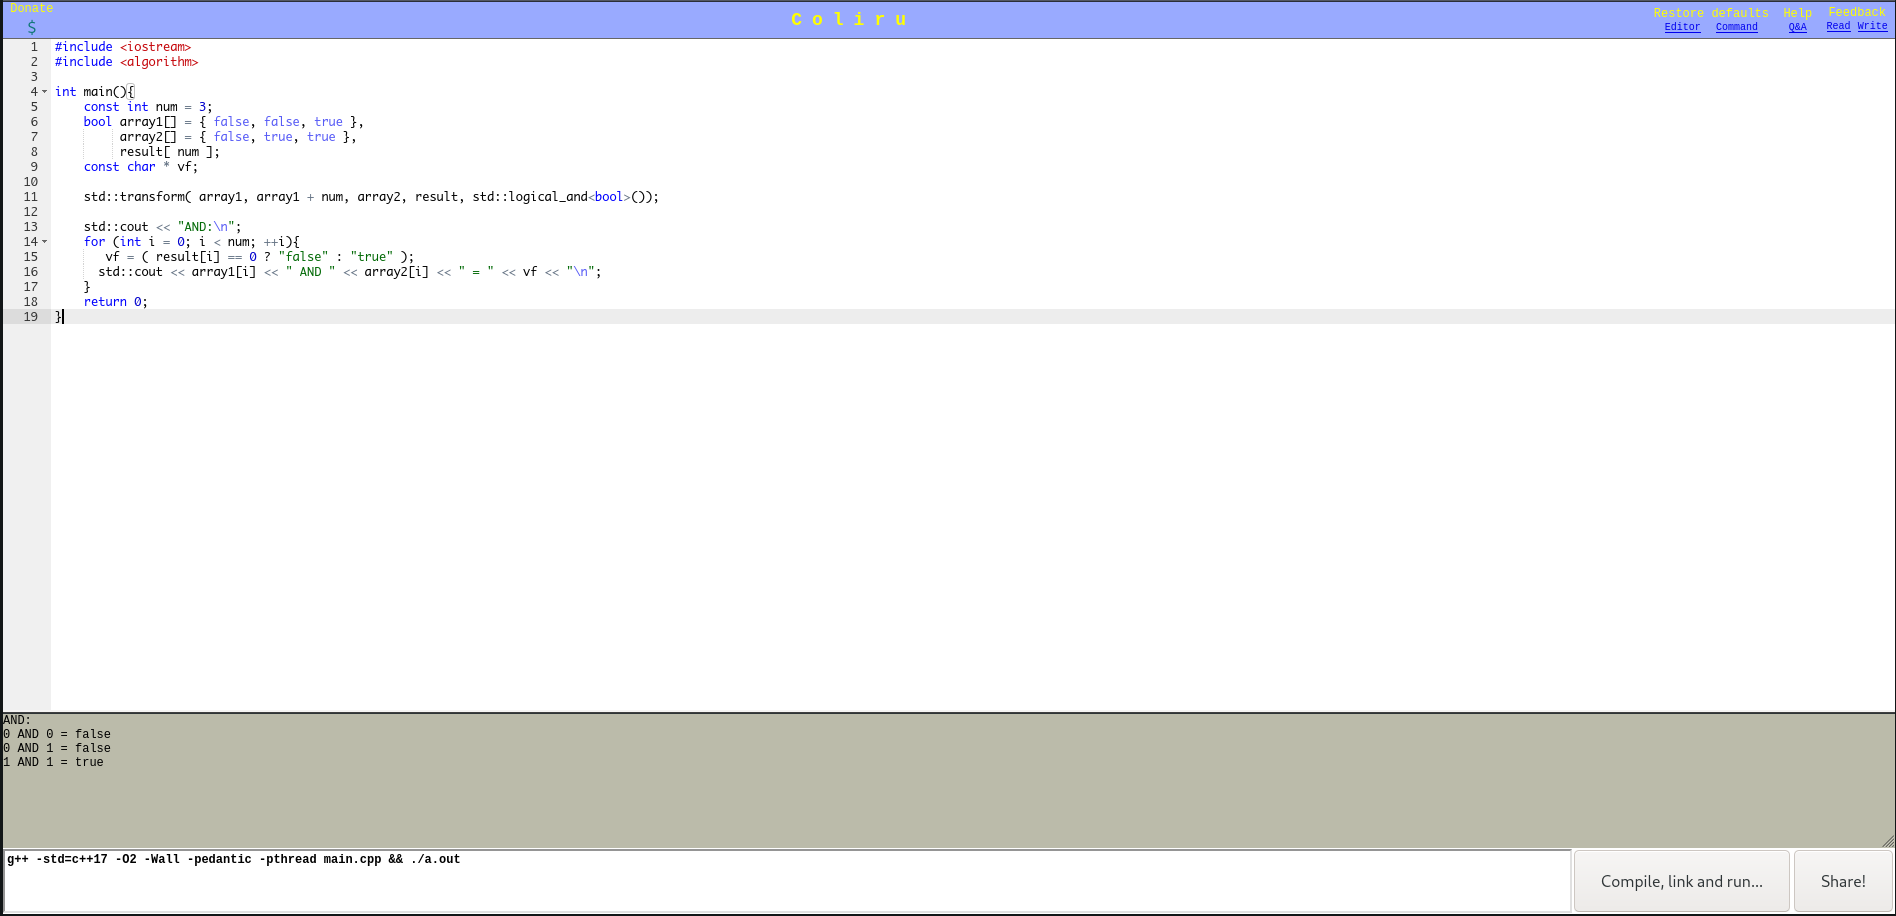 Donate
$
C o l i r u
Restore defaults Help Feedback
Editor Command Q&A Read Write
1 #include <iostream>
2 #include <algorithm>
3
4 int main(){
5     const int num = 3;
6     bool array1[] = { false, false, true },
7          array2[] = { false, true, true },
8          result[ num ];
9     const char * vf;
10
11     std::transform( array1, array1 + num, array2, result, std::logical_and<bool>());
12
13     std::cout << "AND:\n";
14     for (int i = 0; i < num; ++i){
15        vf = ( result[i] == 0 ? "false" : "true" );
16       std::cout << array1[i] << " AND " << array2[i] << " = " << vf << "\n";
17     }
18     return 0;
19 }
AND:
0 AND 0 = false
0 AND 1 = false
1 AND 1 = true
g++ -std=c++17 -O2 -Wall -pedantic -pthread main.cpp && ./a.out
Compile, link and run... Share!